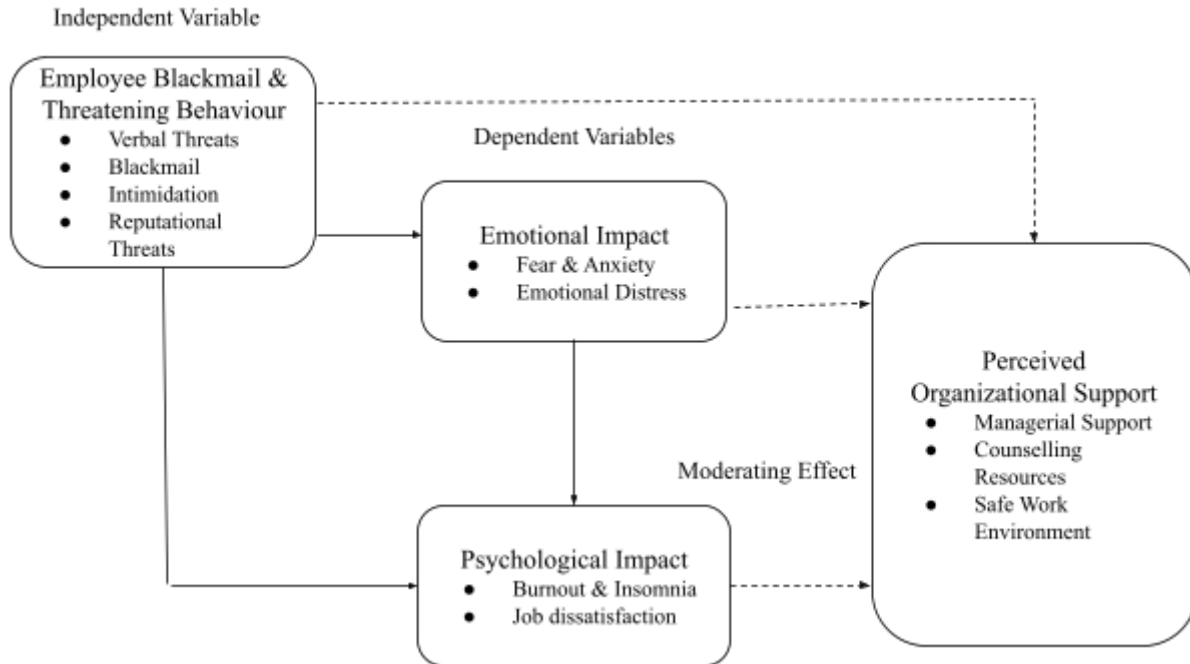 Independent Variable
Employee Blackmail &
Threatening Behaviour
● Verbal Threats
● Blackmail
● Intimidation
● Reputational
Threats
Dependent Variables
Emotional Impact
● Fear & Anxiety
● Emotional Distress
Perceived
Organizational Support
● Managerial Support
● Counselling
Resources
● Safe Work
Environment
Moderating Effect
Psychological Impact
● Burnout & Insomnia
● Job dissatisfaction